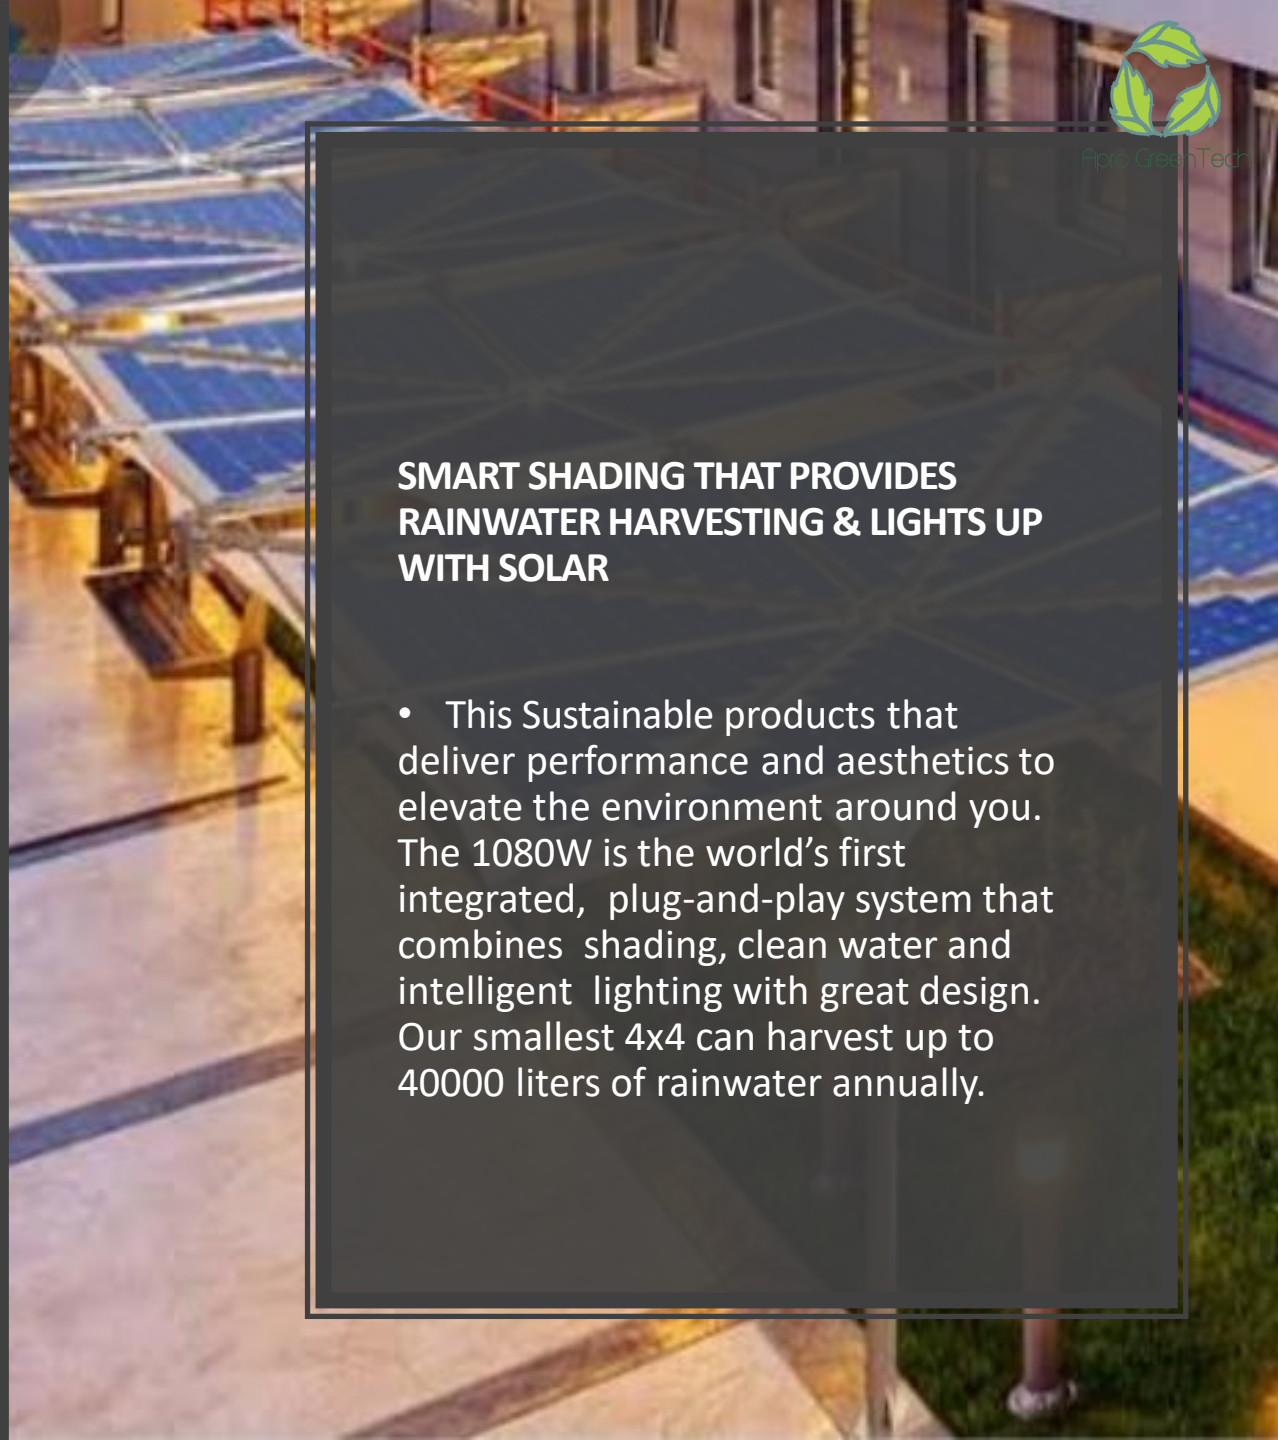 Apro GreenTech
SMART SHADING THAT PROVIDES
RAINWATER HARVESTING & LIGHTS UP
WITH SOLAR
• This Sustainable products that
deliver performance and aesthetics to
elevate the environment around you.
The 1080W is the world’s first
integrated, plug-and-play system that
combines shading, clean water and
intelligent lighting with great design.
Our smallest 4x4 can harvest up to
40000 liters of rainwater annually.